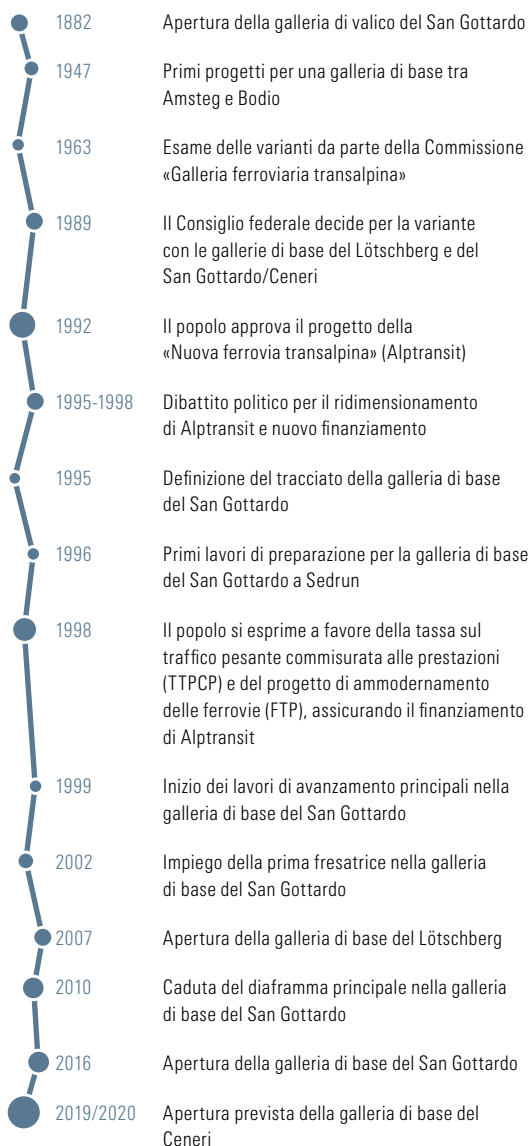 1882 Apertura della galleria di valico del San Gottardo
1947 Primi progetti per una galleria di base tra
Amsteg e Bodio
1963 Esame delle varianti da parte della Commissione
«Galleria ferroviaria transalpina»
1989 Il Consiglio federale decide per la variante
con le gallerie di base del Lötschberg e del
San Gottardo/Ceneri
1992 Il popolo approva il progetto della
«Nuova ferrovia transalpina» (Alptransit)
1995-1998 Dibattito politico per il ridimensionamento
di Alptransit e nuovo finanziamento
1995 Definizione del tracciato della galleria di base
del San Gottardo
1996 Primi lavori di preparazione per la galleria di base
del San Gottardo a Sedrun
1998 Il popolo si esprime a favore della tassa sul
traffico pesante commisurata alle prestazioni
(TTPCP) e del progetto di ammodernamento
delle ferrovie (FTP), assicurando il finanziamento
di Alptransit
1999 Inizio dei lavori di avanzamento principali nella
galleria di base del San Gottardo
2002 Impiego della prima fresatrice nella galleria
di base del San Gottardo
2007 Apertura della galleria di base del Lötschberg
2010 Caduta del diaframma principale nella galleria
di base del San Gottardo
2016 Apertura della galleria di base del San Gottardo
2019/2020 Apertura prevista della galleria di base del
Ceneri